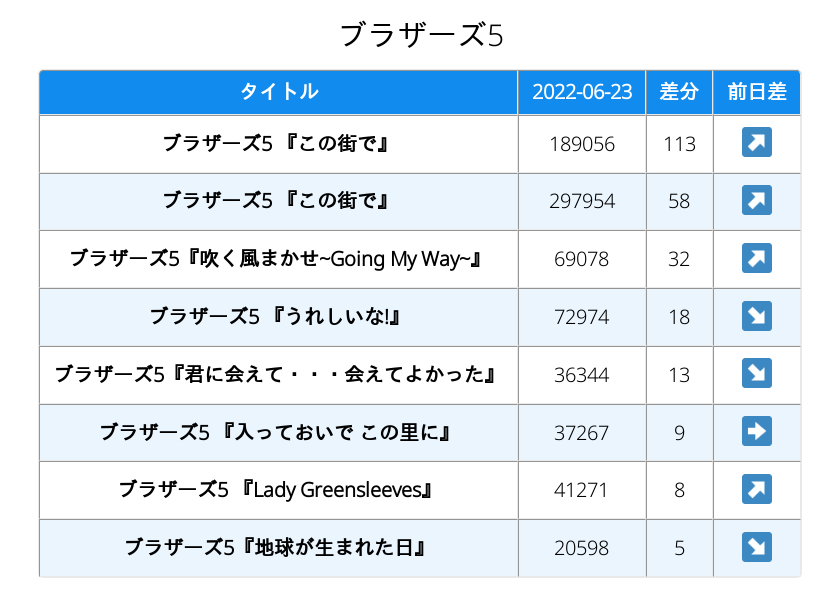 ブラザーズ5
タイトル 2022-06-23 差分 前日差
ブラザーズ5 『この街で』 189056 113
ブラザーズ5 『この街で』 297954 58
ブラザーズ5『吹く風まかせ~Going My Way~』 69078 32
ブラザーズ5 『うれしいな!』 72974 18
ブラザーズ5『君に会えて・・・会えてよかった』 36344 13
ブラザーズ5 『入っておいで この里に』 37267 9
ブラザーズ5 『Lady Greensleeves』 41271 8
ブラザーズ5『地球が生まれた日』 20598 5